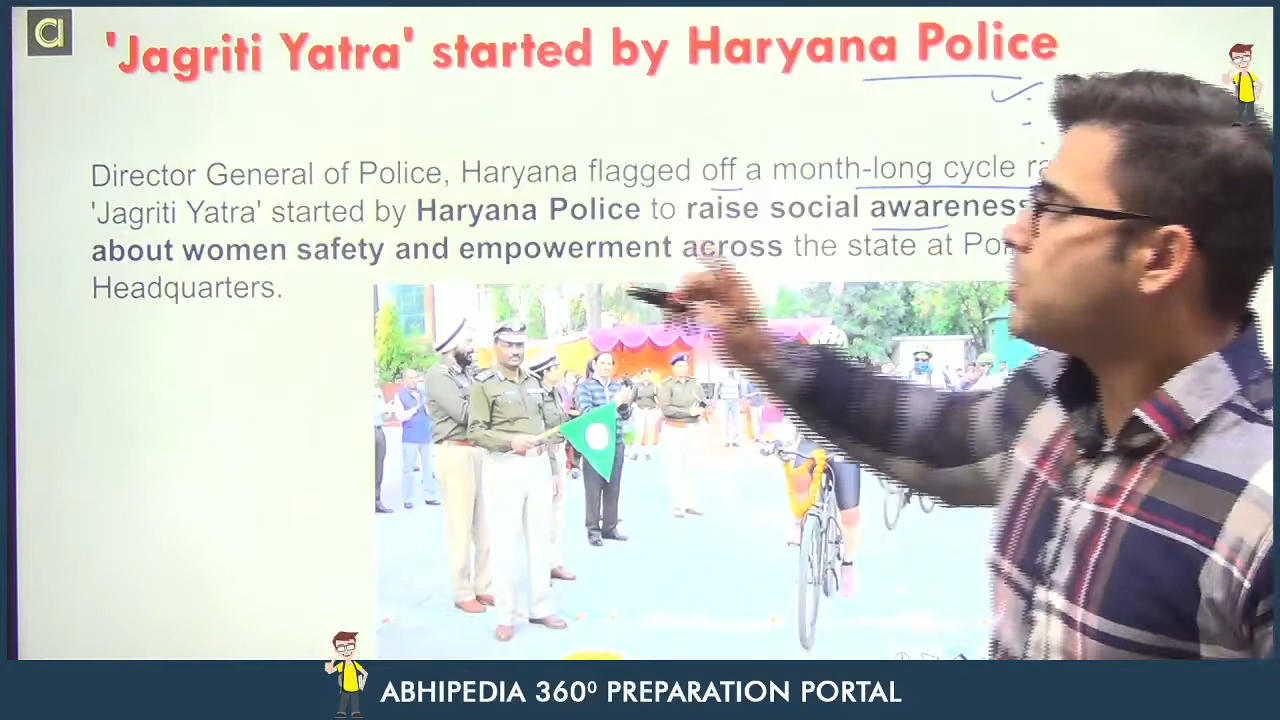 a
'Jagriti Yatra' started by Haryana Police
Director General of Police, Haryana flagged off a month-long cycle
'Jagriti Yatra' started by Haryana Police to raise social awareness
about women safety and empowerment across the state at
Headquarters.
ABHIPEDIA 360⁰ PREPARATION PORTAL